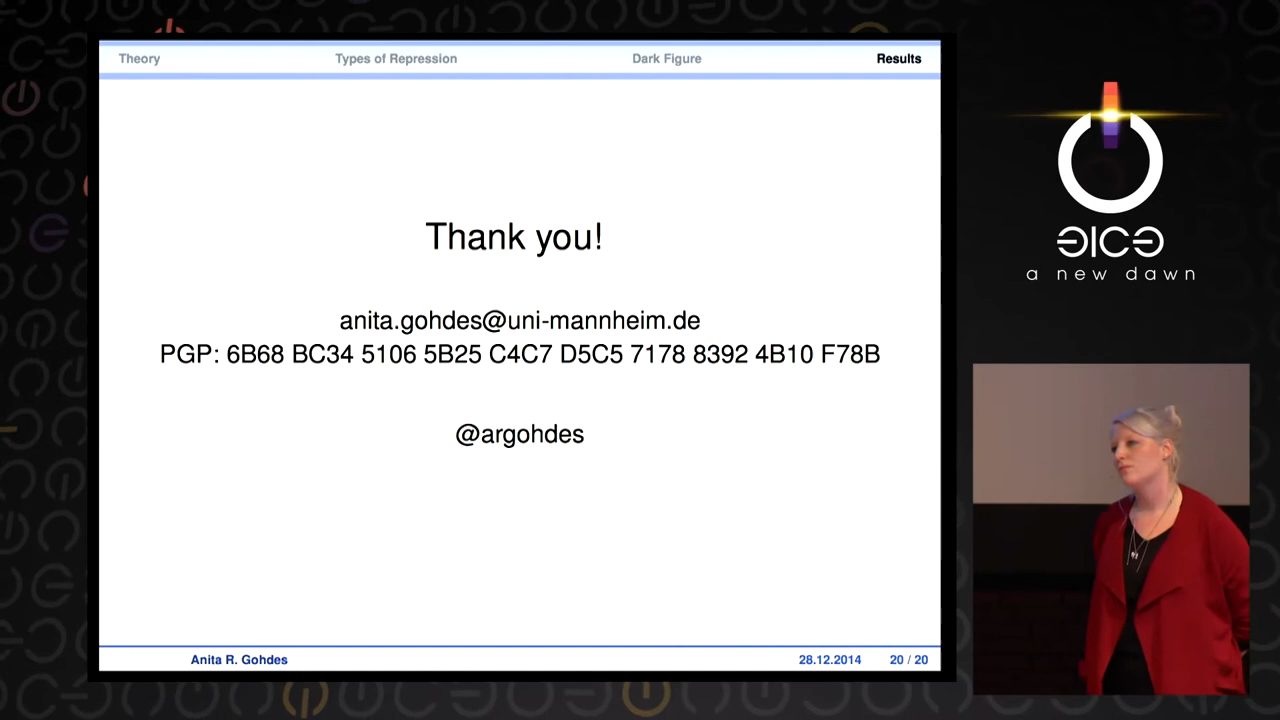 Theory
Types of Repression
Dark Figure
Results
Thank you!
anita.gohdes@uni-mannheim.de
PGP: 6B68 BC34 5106 5B25 C4C7 D5C5 7178 8392 4B10 F78B
@argohdes
Anita R. Gohdes
28.12.2014
20 / 20
a new dawn